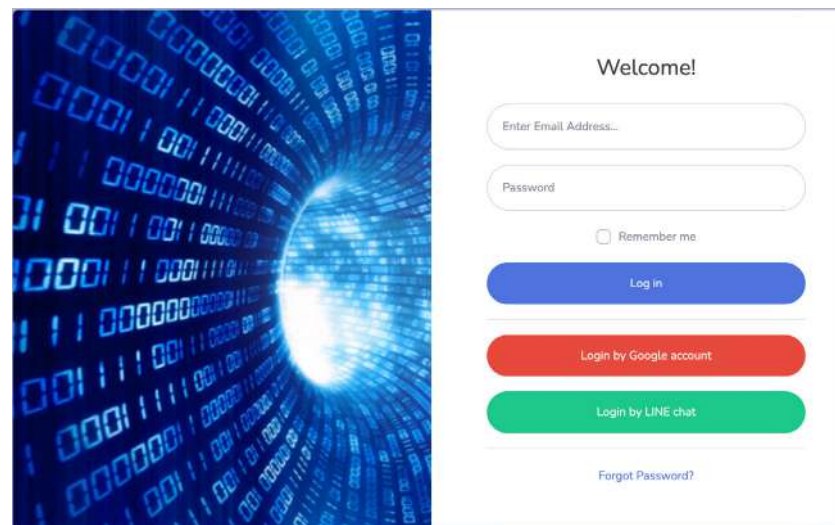 Welcome!
Enter Email Address...
Password
Remember me
Log in
Login by Google account
Login by LINE chat
Forgot Password?